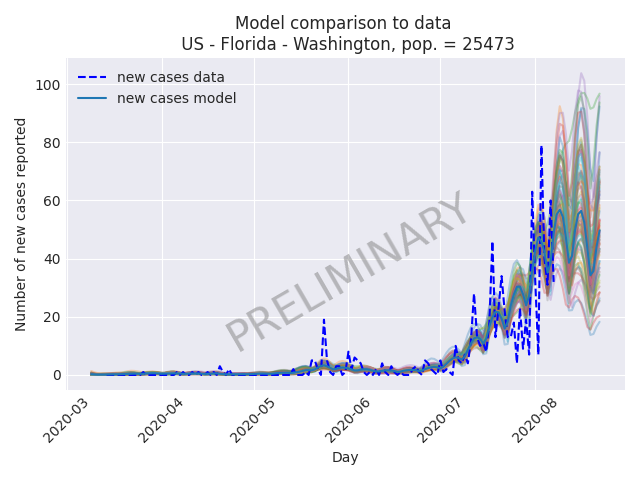 Model comparison to data
US - Florida - Washington, pop. = 25473
new cases data
new cases model
Number of new cases reported
100
80
60
40
20
0
PRELIMINARY
2020-03
2020-04
2020-05
2020-06
2020-07
2020-08
Day